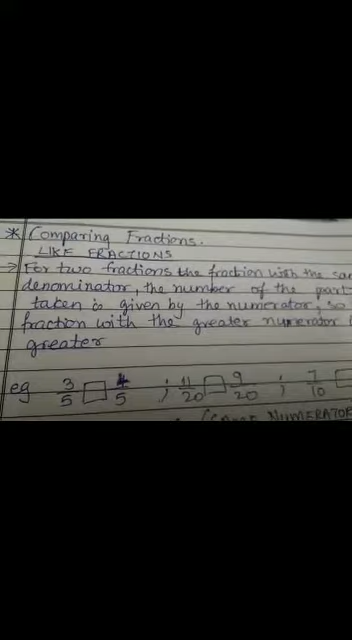 * Comparing Fractions.
LIKE FRACTIONS
→ For two fractions the fraction with the
denominator, the number of the part
taken is given by the numerator, so
fraction with the greater numerator
greater
eg 3/5 □ 4/5 ; 11/20 □ 9/20 ; 7/10 □
NUMERATOR